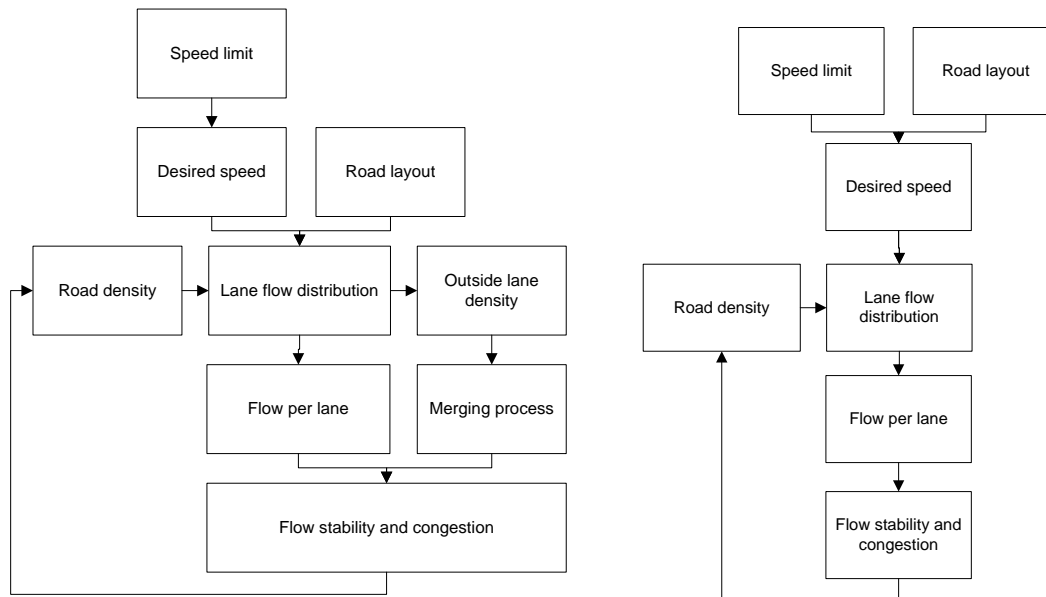 Speed limit
Desired speed
Road layout
Road density
Lane flow distribution
Outside lane
density
Flow per lane
Merging process
Flow stability and congestion
Speed limit
Road layout
Desired speed
Road density
Lane flow
distribution
Flow per lane
Flow stability and
congestion